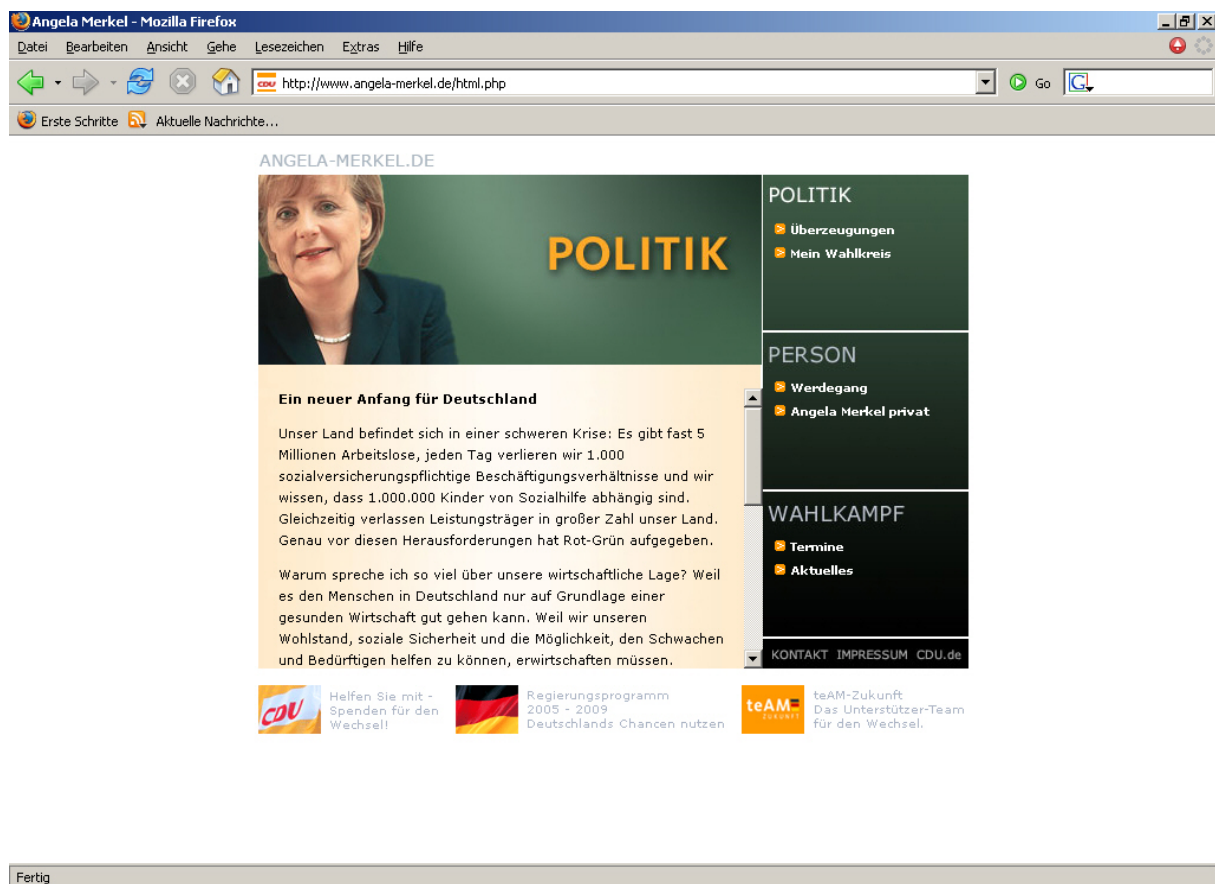 Angela Merkel - Mozilla Firefox
Datei Bearbeiten Ansicht Gehe Lesezeichen Extras Hilfe
CDU http://www.angela-merkel.de/html.php Go G
Erste Schritte Aktuelle Nachrichte...
ANGELA-MERKEL.DE
POLITIK
POLITIK
Überzeugungen
Mein Wahlkreis
PERSON
Werdegang
Angela Merkel privat
WAHLKAMPF
Termine
Aktuelles
KONTAKT IMPRESSUM CDU.de
Ein neuer Anfang für Deutschland
Unser Land befindet sich in einer schweren Krise: Es gibt fast 5
Millionen Arbeitslose, jeden Tag verlieren wir 1.000
sozialversicherungspflichtige Beschäftigungsverhältnisse und wir
wissen, dass 1.000.000 Kinder von Sozialhilfe abhängig sind.
Gleichzeitig verlassen Leistungsträger in großer Zahl unser Land.
Genau vor diesen Herausforderungen hat Rot-Grün aufgegeben.
Warum spreche ich so viel über unsere wirtschaftliche Lage? Weil
es den Menschen in Deutschland nur auf Grundlage einer
gesunden Wirtschaft gut gehen kann. Weil wir unseren
Wohlstand, soziale Sicherheit und die Möglichkeit, den Schwachen
und Bedürftigen helfen zu können, erwirtschaften müssen.
CDU
Helfen Sie mit -
Spenden für den
Wechsel!
Regierungsprogramm
2005 - 2009
Deutschlands Chancen nutzen
teAM
ZUKUNFT
teAM-Zukunft
Das Unterstützer-Team
für den Wechsel.
Fertig